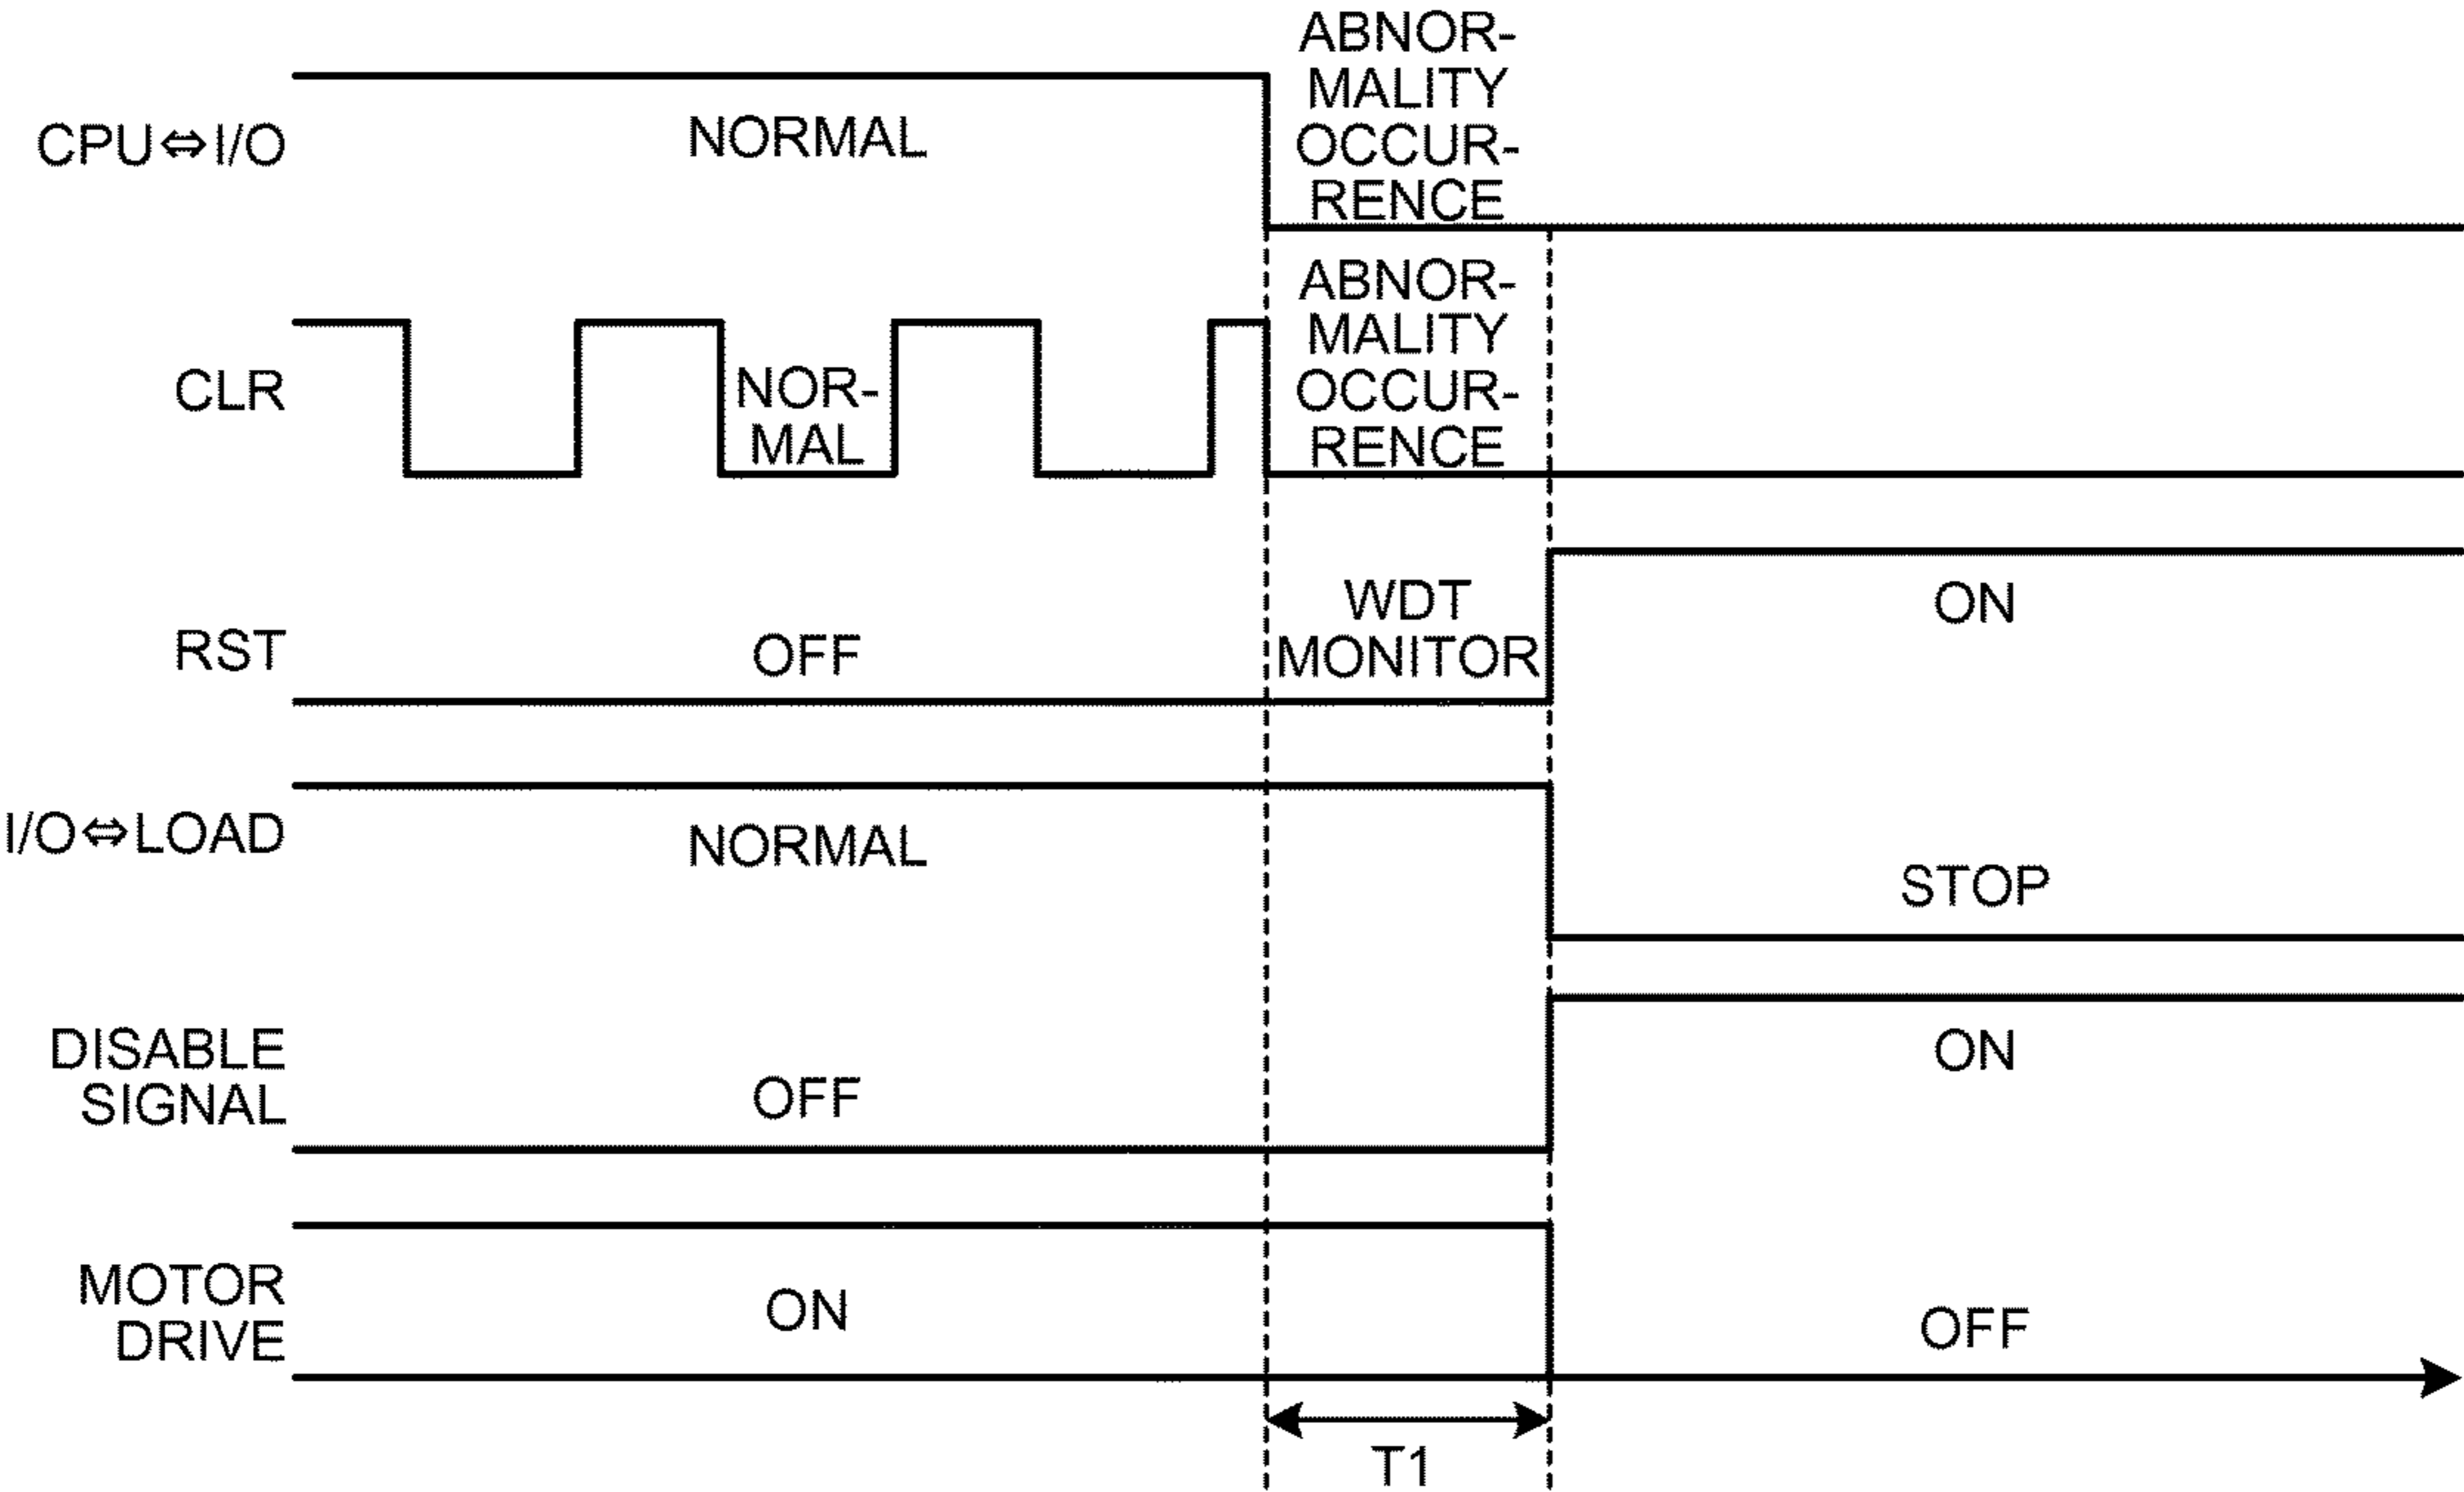 ABNOR-
MALITY
OCCUR-
RENCE
CPU⇔I/O
NORMAL
ABNOR-
MALITY
OCCUR-
RENCE
CLR
NOR-
MAL
RST
OFF
WDT
MONITOR
ON
I/O⇔LOAD
NORMAL
STOP
DISABLE
SIGNAL
OFF
ON
MOTOR
DRIVE
ON
OFF
T1